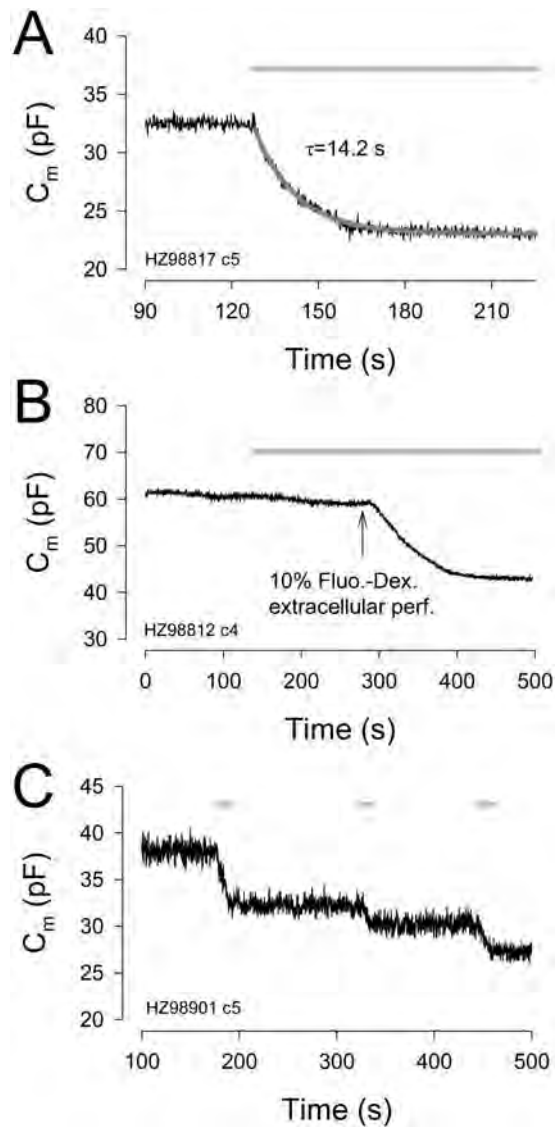 A
40
35
30
25
20
C_m (pF)
τ=14.2 s
HZ98817 c5
90 120 150 180 210
Time (s)
B
80
70
60
50
40
30
C_m (pF)
10% Fluo.-Dex.
extracellular perf.
HZ98812 c4
0 100 200 300 400 500
Time (s)
C
45
40
35
30
25
20
C_m (pF)
HZ98901 c5
100 200 300 400 500
Time (s)